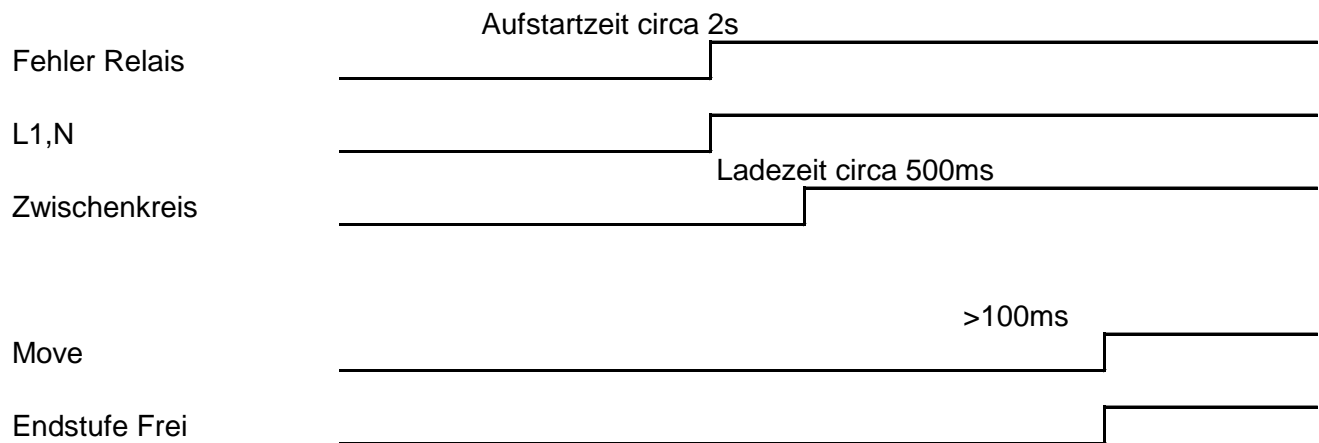 Aufstartzeit circa 2s
Fehler Relais
L1,N
Ladezeit circa 500ms
Zwischenkreis
>100ms
Move
Endstufe Frei